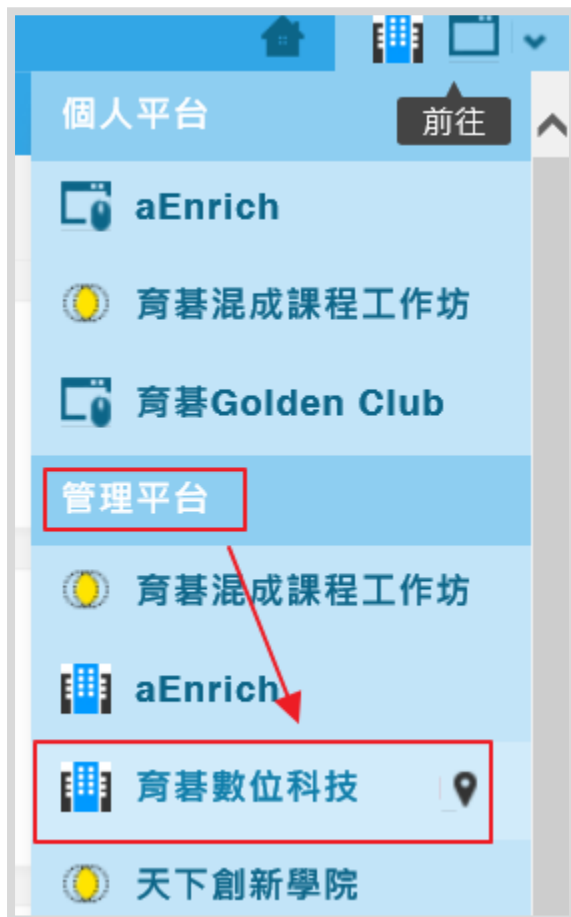 個人平台
前往
aEnrich
育碁混成課程工作坊
育碁Golden Club
管理平台
育碁混成課程工作坊
aEnrich
育碁數位科技
天下創新學院